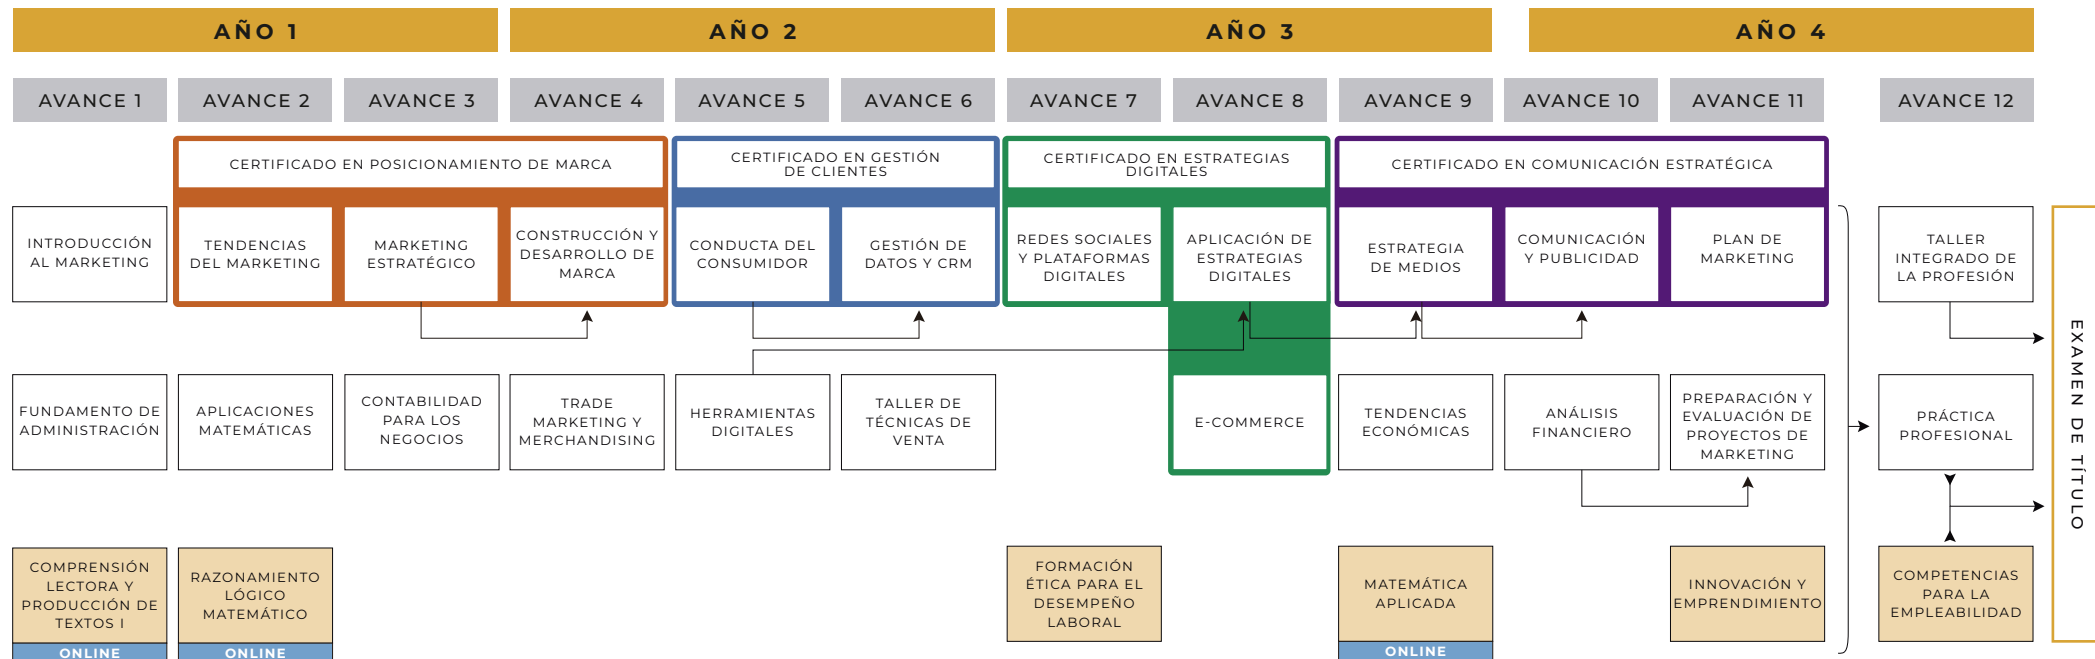 AÑO 1
AÑO 2
AÑO 3
AÑO 4
AVANCE 1
AVANCE 2
AVANCE 3
AVANCE 4
AVANCE 5
AVANCE 6
AVANCE 7
AVANCE 8
AVANCE 9
AVANCE 10
AVANCE 11
AVANCE 12
CERTIFICADO EN POSICIONAMIENTO DE MARCA
CERTIFICADO EN GESTIÓN
DE CLIENTES
CERTIFICADO EN ESTRATEGIAS
DIGITALES
CERTIFICADO EN COMUNICACIÓN ESTRATÉGICA
INTRODUCCIÓN
AL MARKETING
TENDENCIAS
DEL MARKETING
MARKETING
ESTRATÉGICO
CONSTRUCCIÓN Y
DESARROLLO DE
MARCA
CONDUCTA DEL
CONSUMIDOR
GESTIÓN DE
DATOS Y CRM
REDES SOCIALES
Y PLATAFORMAS
DIGITALES
APLICACIÓN DE
ESTRATEGIAS
DIGITALES
ESTRATEGIA
DE MEDIOS
COMUNICACIÓN
Y PUBLICIDAD
PLAN DE
MARKETING
TALLER
INTEGRADO DE
LA PROFESIÓN
FUNDAMENTO DE
ADMINISTRACIÓN
APLICACIONES
MATEMÁTICAS
CONTABILIDAD
PARA LOS
NEGOCIOS
TRADE
MARKETING Y
MERCHANDISING
HERRAMIENTAS
DIGITALES
TALLER DE
TÉCNICAS DE
VENTA
E-COMMERCE
TENDENCIAS
ECONÓMICAS
ANÁLISIS
FINANCIERO
PREPARACIÓN Y
EVALUACIÓN DE
PROYECTOS DE
MARKETING
PRÁCTICA
PROFESIONAL
COMPRENSIÓN
LECTORA Y
PRODUCCIÓN DE
TEXTOS I
ONLINE
RAZONAMIENTO
LÓGICO
MATEMÁTICO
ONLINE
FORMACIÓN
ÉTICA PARA EL
DESEMPEÑO
LABORAL
MATEMÁTICA
APLICADA
ONLINE
INNOVACIÓN Y
EMPRENDIMIENTO
COMPETENCIAS
PARA LA
EMPLEABILIDAD
EXAMEN DE TÍTULO